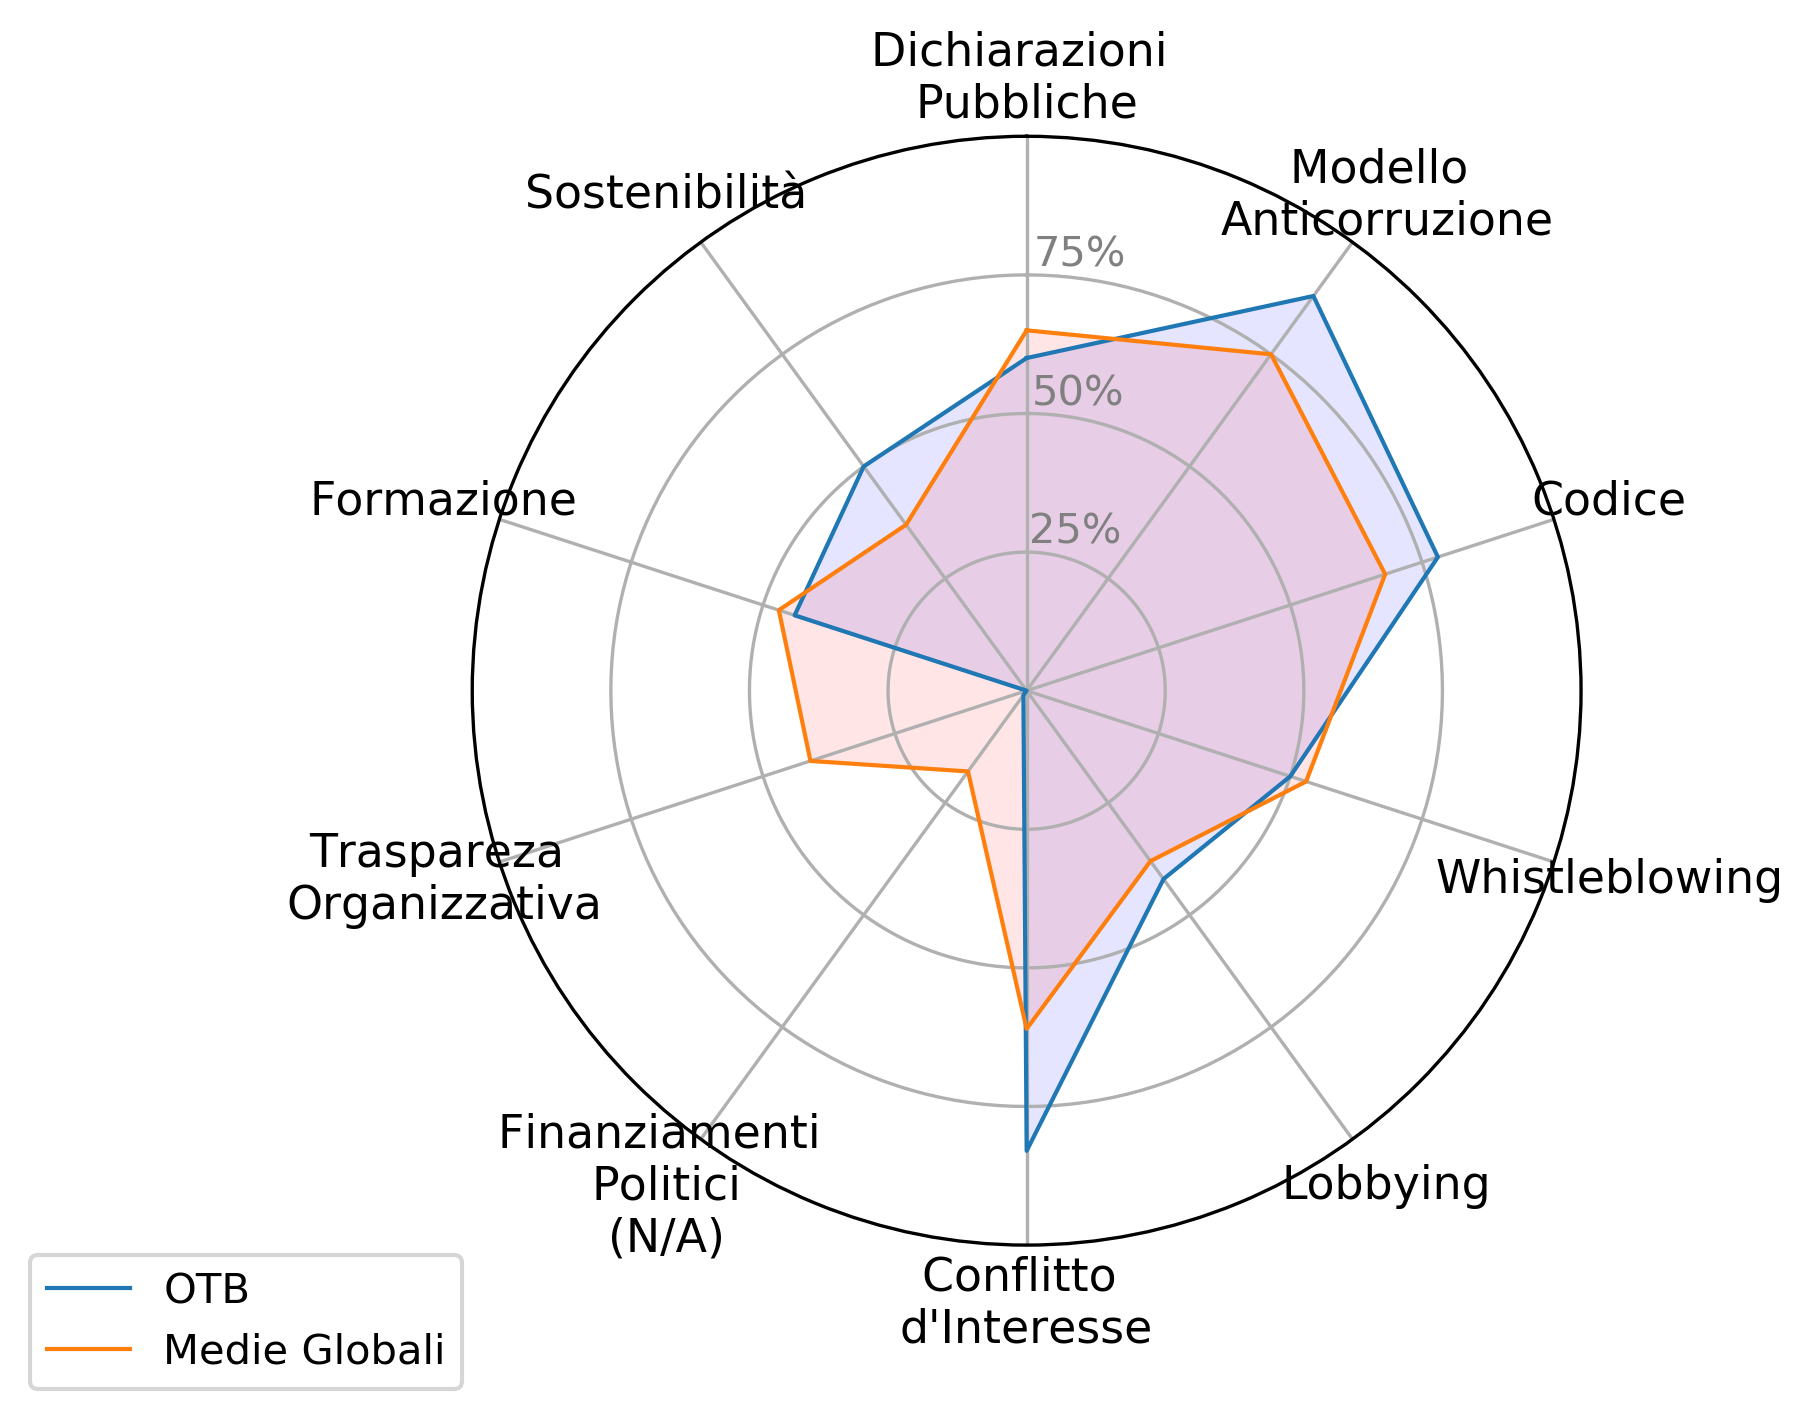 Dichiarazioni
Pubbliche
Modello
Anticorruzione
Sostenibilità
75%
50%
25%
Formazione
Codice
Traspareza
Organizzativa
Whistleblowing
Finanziamenti
Politici
(N/A)
Lobbying
Conflitto
d'Interesse
OTB
Medie Globali